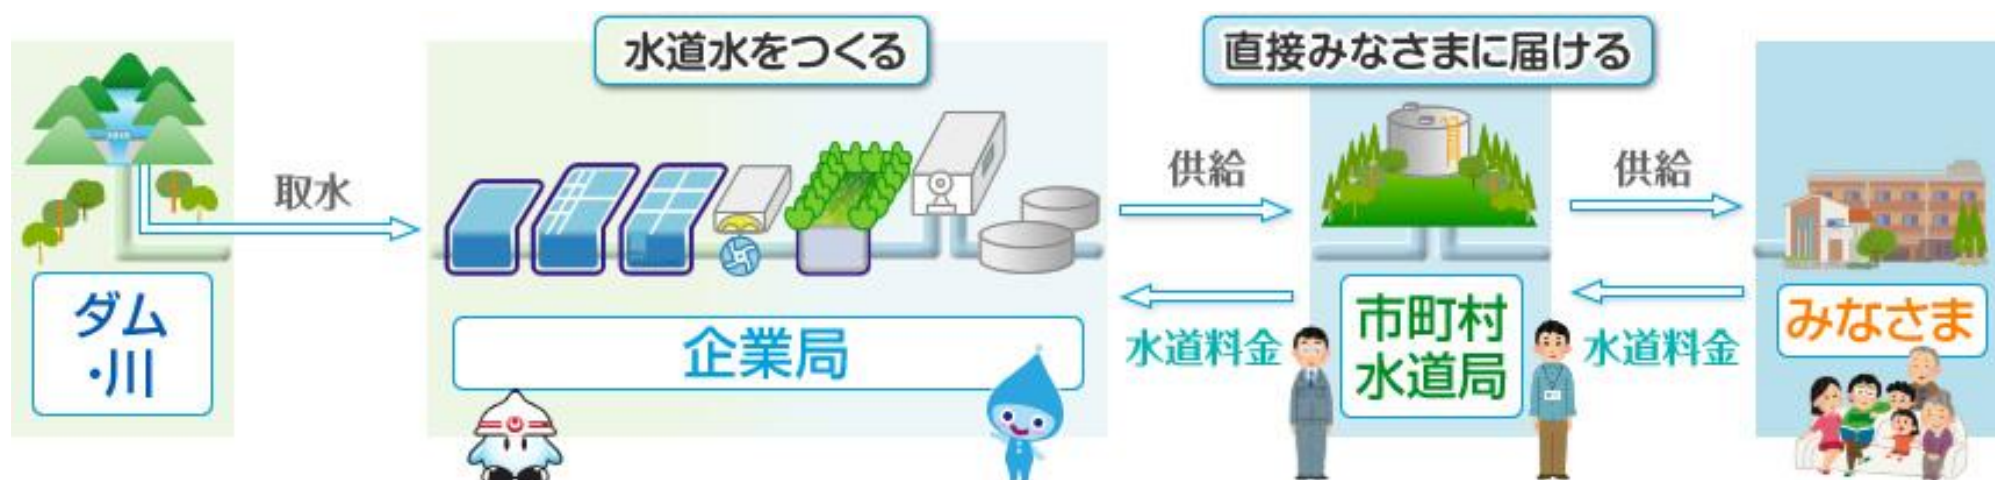 水道水をつくる
直接みなさまに届ける
取水
供給
供給
ダム
・川
企業局
水道料金
市町村
水道局
水道料金
みなさま